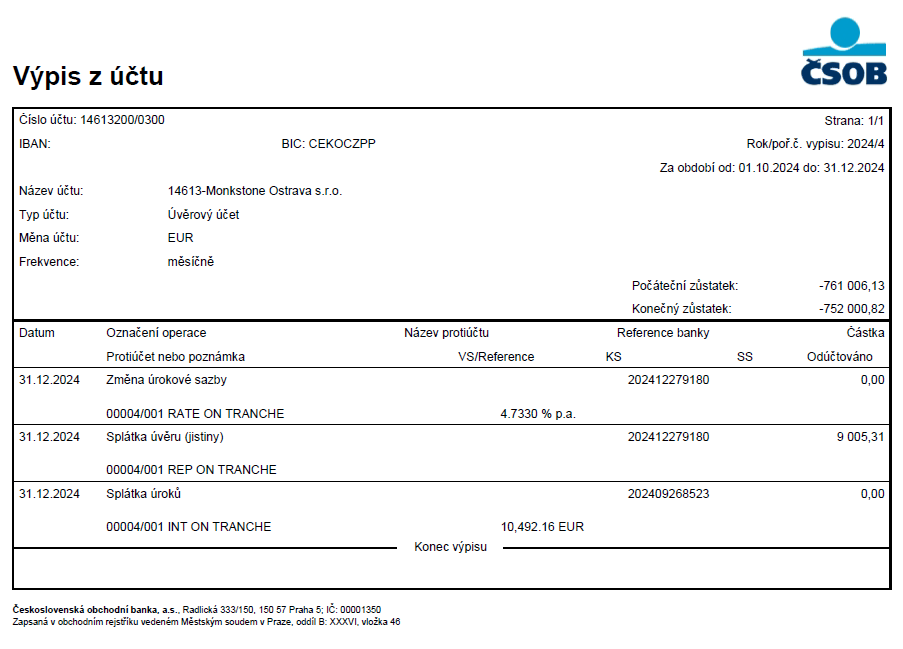 ČSOB
Výpis z účtu
Číslo účtu: 14613200/0300 Strana: 1/1
IBAN: BIC: CEKOCZPP Rok/poř.č. výpisu: 2024/4
Za období od: 01.10.2024 do: 31.12.2024
Název účtu: 14613-Monkstone Ostrava s.r.o.
Typ účtu: Úvěrový účet
Měna účtu: EUR
Frekvence: měsíčně
Počáteční zůstatek: -761 006,13
Konečný zůstatek: -752 000,82
Datum Označení operace Název protiúčtu Reference banky Částka
Protiúčet nebo poznámka VS/Reference KS SS Odúčtováno
31.12.2024 Změna úrokové sazby 202412279180 0,00
00004/001 RATE ON TRANCHE 4.7330 % p.a.
31.12.2024 Splátka úvěru (jistiny) 202412279180 9 005,31
00004/001 REP ON TRANCHE
31.12.2024 Splátka úroků 202409268523 0,00
00004/001 INT ON TRANCHE 10,492.16 EUR
Konec výpisu
Československá obchodní banka, a.s., Radlická 333/150, 150 57 Praha 5; IČ: 00001350
Zapsaná v obchodním rejstříku vedeném Městským soudem v Praze, oddíl B: XXXVI, vložka 46